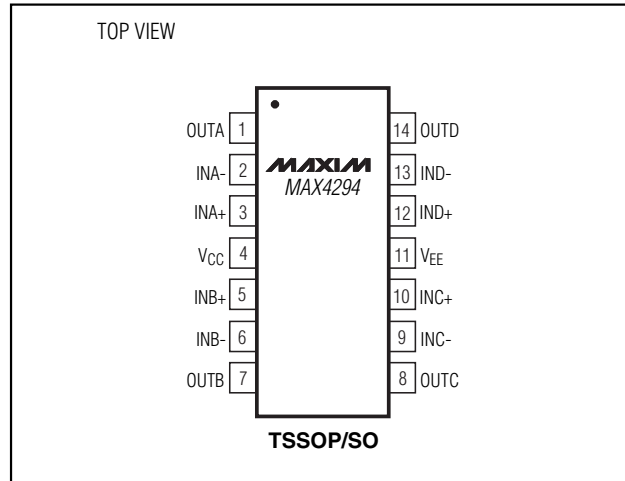 TOP VIEW
OUTA 1 14 OUTD
INA- 2 MAXIM 13 IND-
MAX4294
INA+ 3 12 IND+
VCC 4 11 VEE
INB+ 5 10 INC+
INB- 6 9 INC-
OUTB 7 8 OUTC
TSSOP/SO